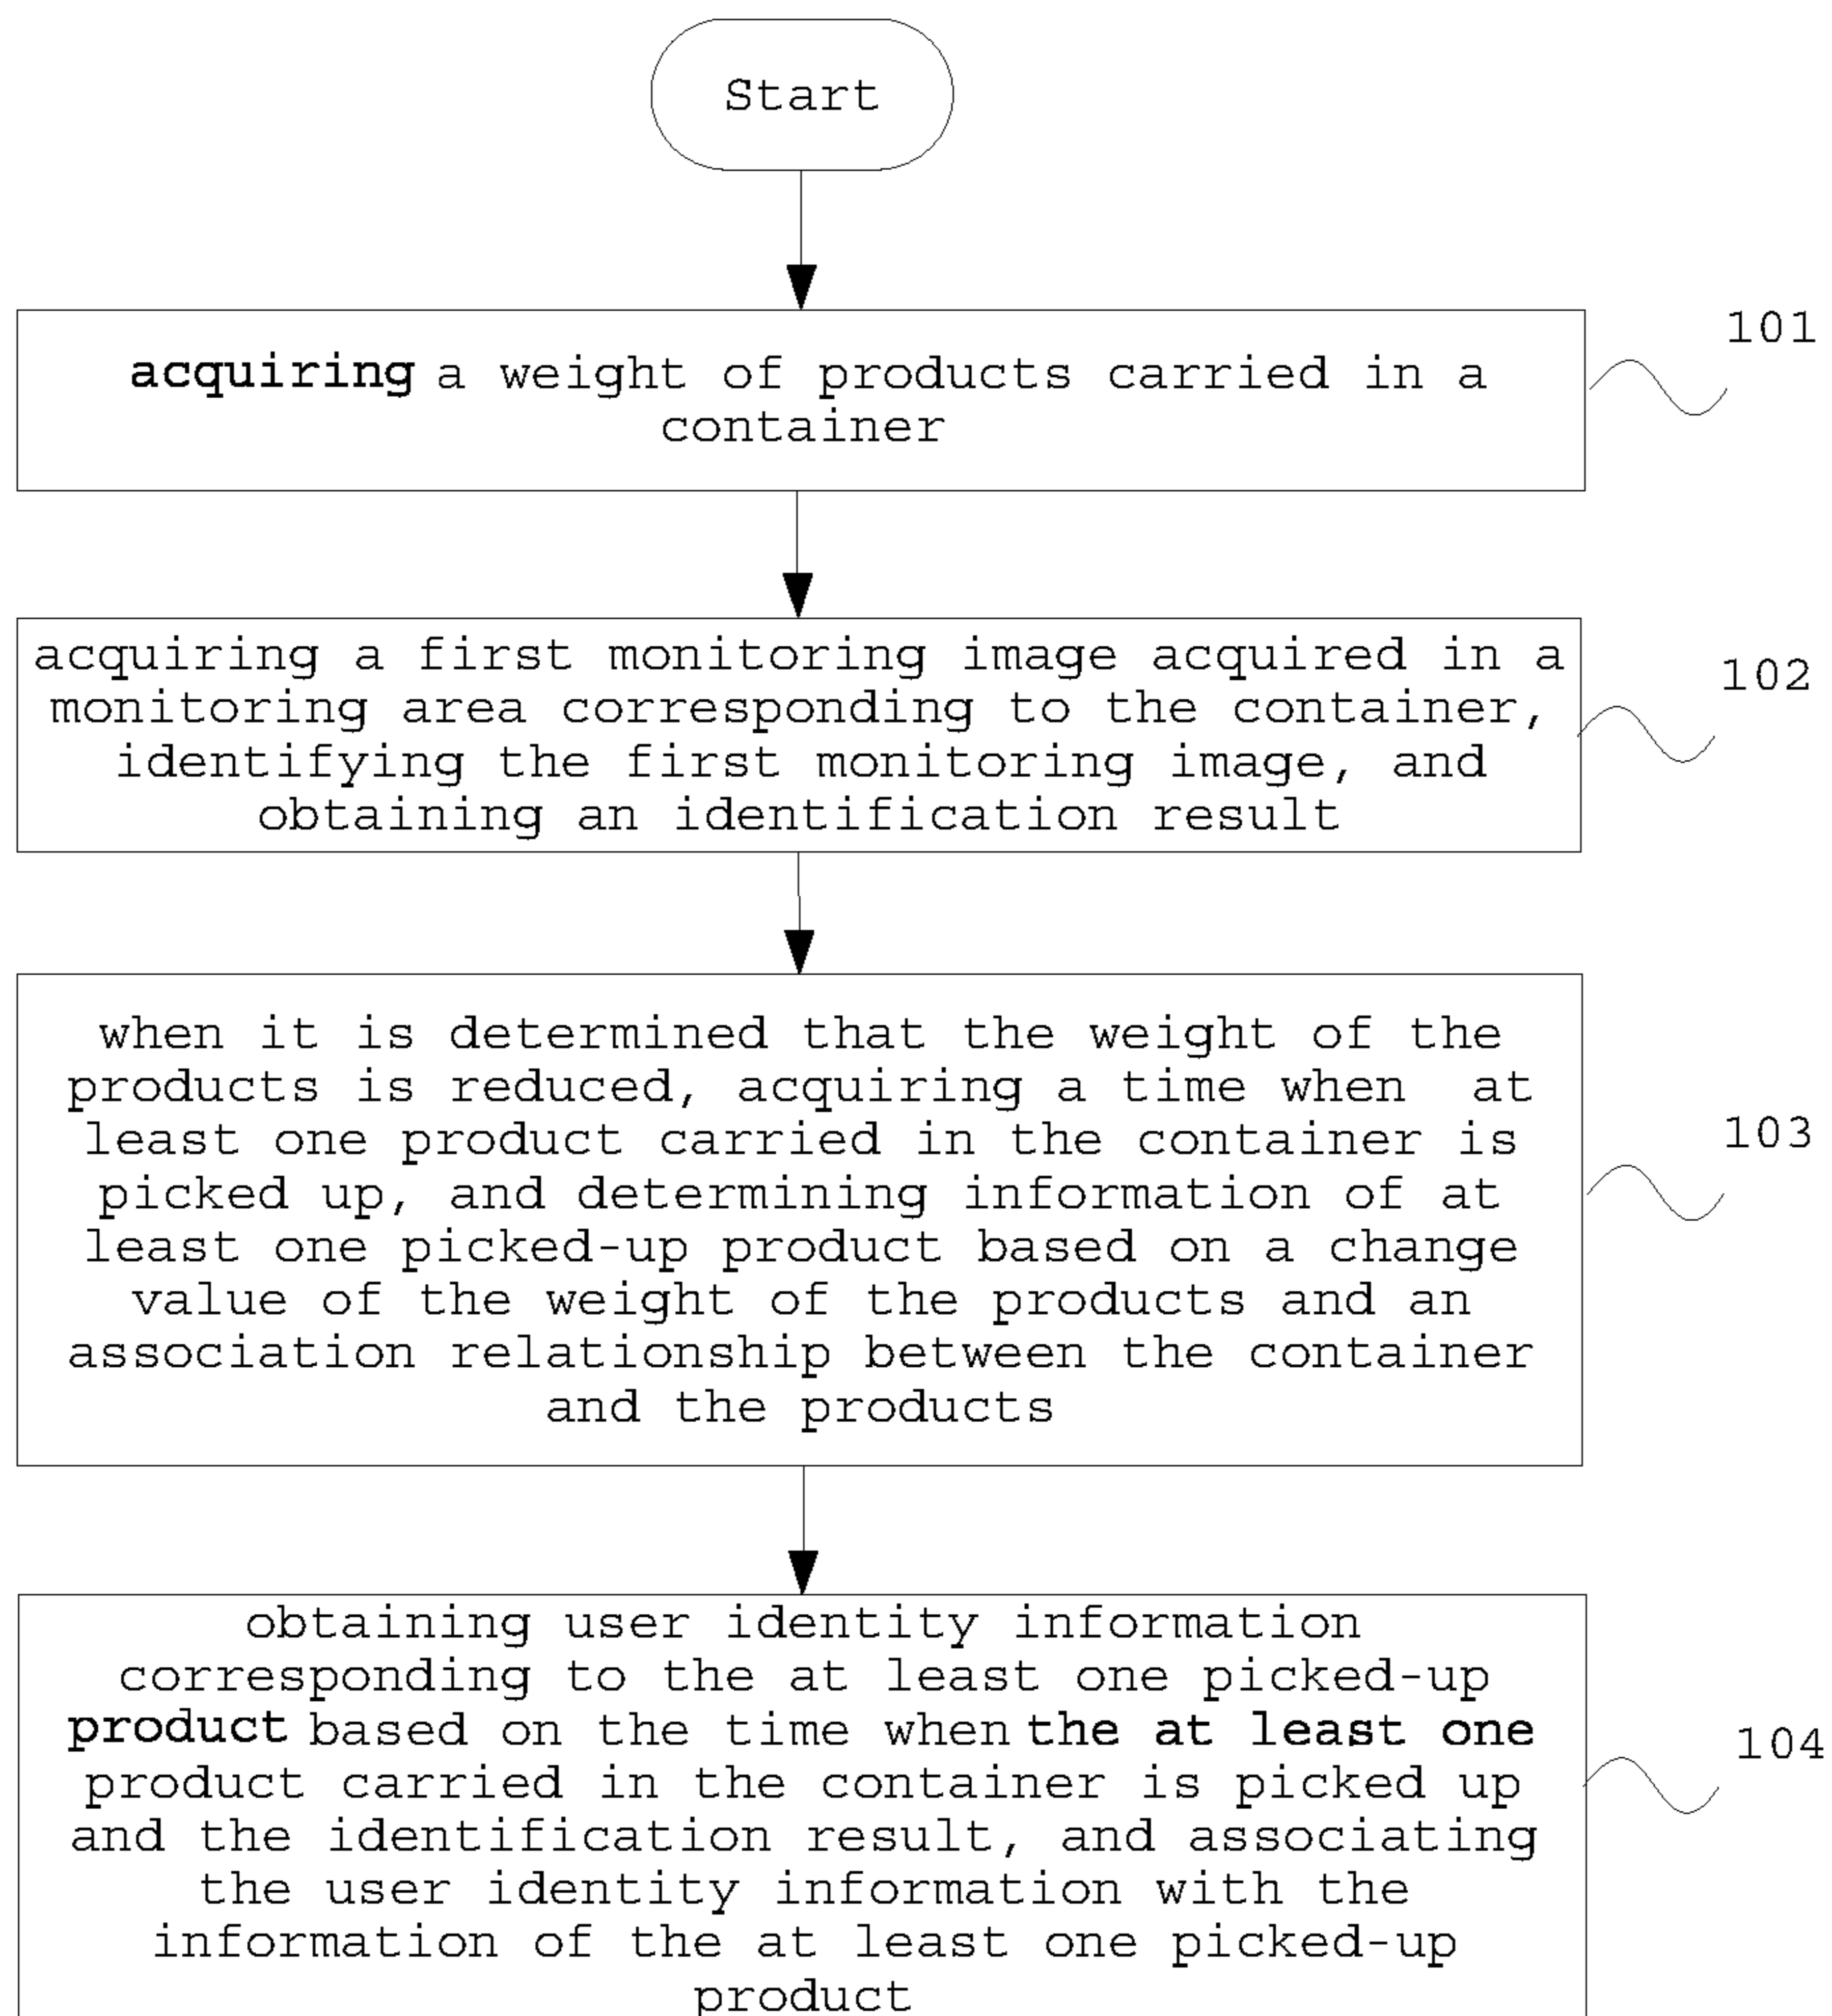 Start
101
acquiring a weight of products carried in a
container
acquiring a first monitoring image acquired in a
monitoring area corresponding to the container,
identifying the first monitoring image, and
obtaining an identification result
102
when it is determined that the weight of the
products is reduced, acquiring a time when at
least one product carried in the container is
picked up, and determining information of at
least one picked-up product based on a change
value of the weight of the products and an
association relationship between the container
and the products
103
obtaining user identity information
corresponding to the at least one picked-up
product based on the time when the at least one
product carried in the container is picked up
and the identification result, and associating
the user identity information with the
information of the at least one picked-up
product
104